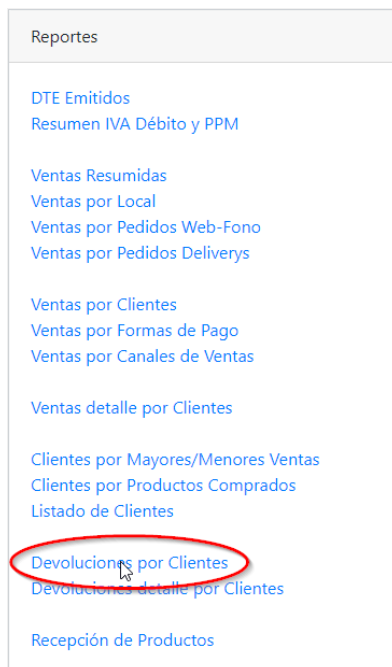 Reportes
DTE Emitidos
Resumen IVA Débito y PPM
Ventas Resumidas
Ventas por Local
Ventas por Pedidos Web-Fono
Ventas por Pedidos Deliverys
Ventas por Clientes
Ventas por Formas de Pago
Ventas por Canales de Ventas
Ventas detalle por Clientes
Clientes por Mayores/Menores Ventas
Clientes por Productos Comprados
Listado de Clientes
Devoluciones por Clientes
Devoluciones detalle por Clientes
Recepción de Productos